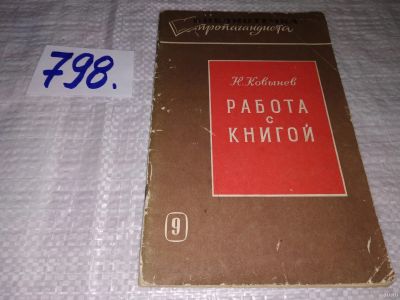 798.
БИБЛИОТЕЧКА
пропагандиста
Н. Ковынев
РАБОТА
с
КНИГОЙ
9